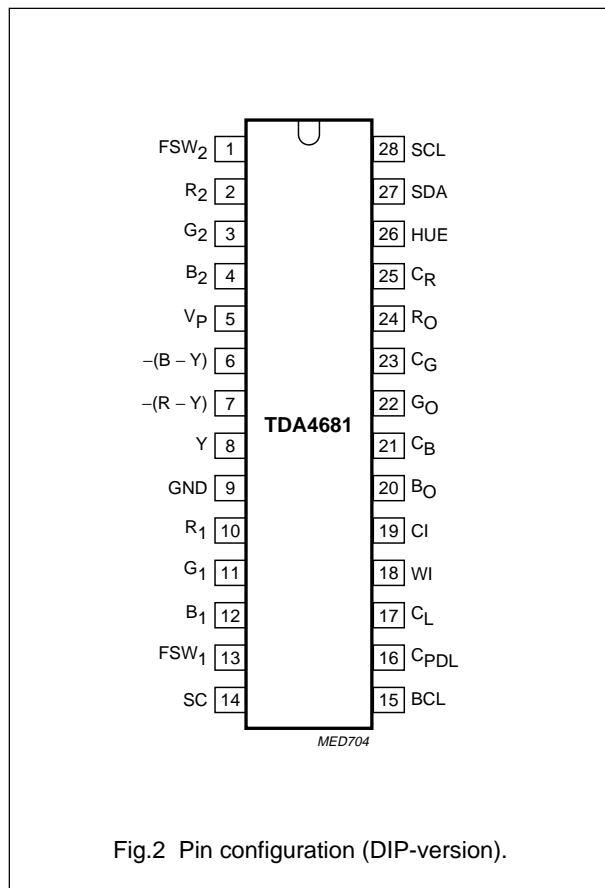 FSW2 1 28 SCL
R2 2 27 SDA
G2 3 26 HUE
B2 4 25 CR
VP 5 24 RO
−(B − Y) 6 23 CG
−(R − Y) 7 22 GO
TDA4681
Y 8 21 CB
GND 9 20 BO
R1 10 19 CI
G1 11 18 WI
B1 12 17 CL
FSW1 13 16 CPDL
SC 14 15 BCL
MED704
Fig.2 Pin configuration (DIP-version).